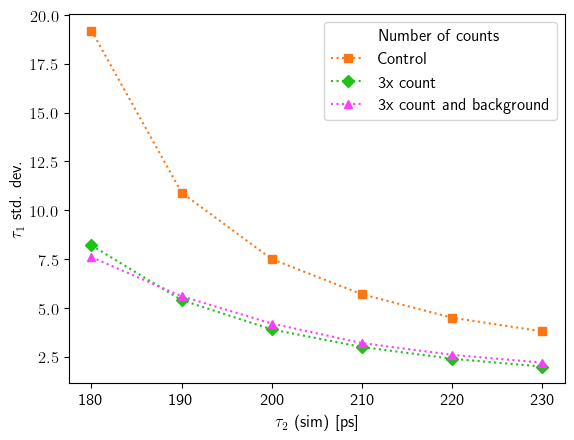 Number of counts
Control
3x count
3x count and background
20.0
17.5
15.0
12.5
10.0
7.5
5.0
2.5
τ₁ std. dev.
180 190 200 210 220 230
τ₂ (sim) [ps]